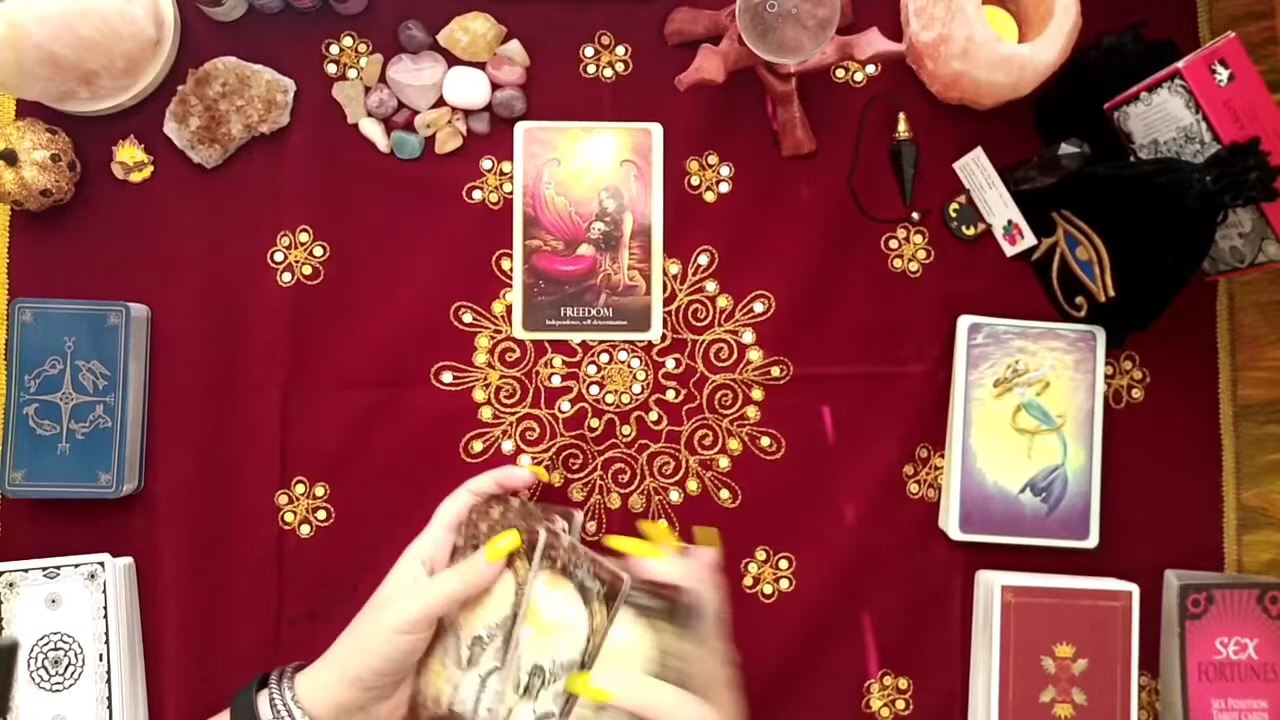 FREEDOM
Independence, self-determination
SEX
FORTUNES
SEX POSITION
TAROT CARDS